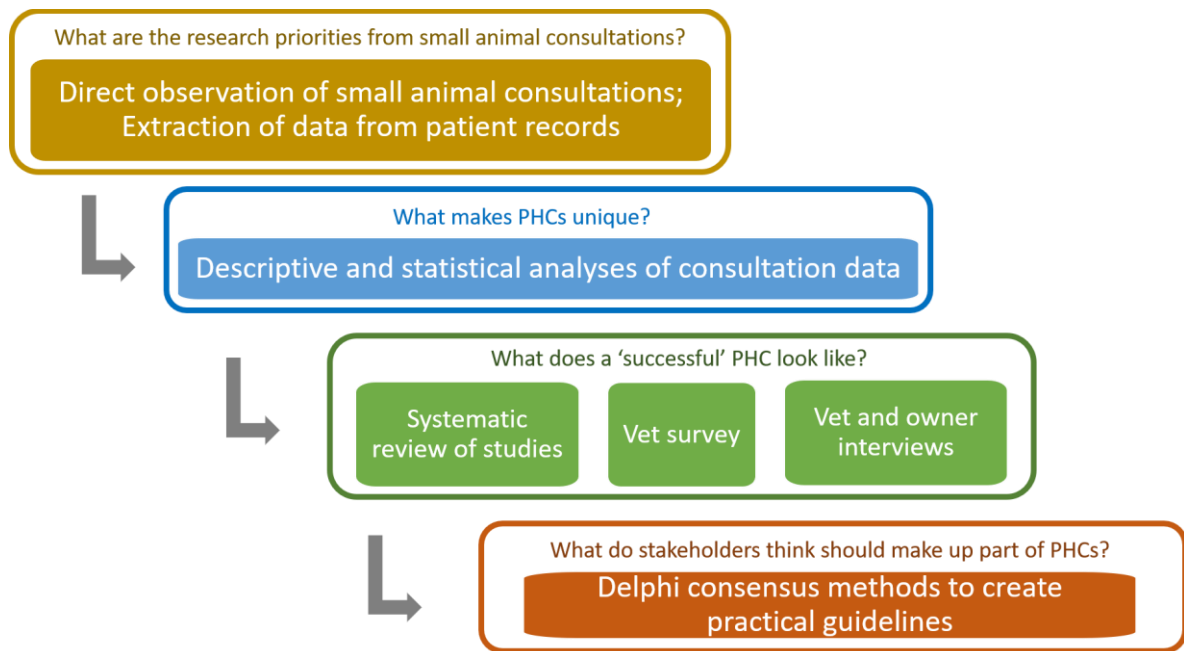 What are the research priorities from small animal consultations?
Direct observation of small animal consultations;
Extraction of data from patient records
What makes PHCs unique?
Descriptive and statistical analyses of consultation data
What does a ‘successful’ PHC look like?
Systematic
review of studies
Vet survey
Vet and owner
interviews
What do stakeholders think should make up part of PHCs?
Delphi consensus methods to create
practical guidelines